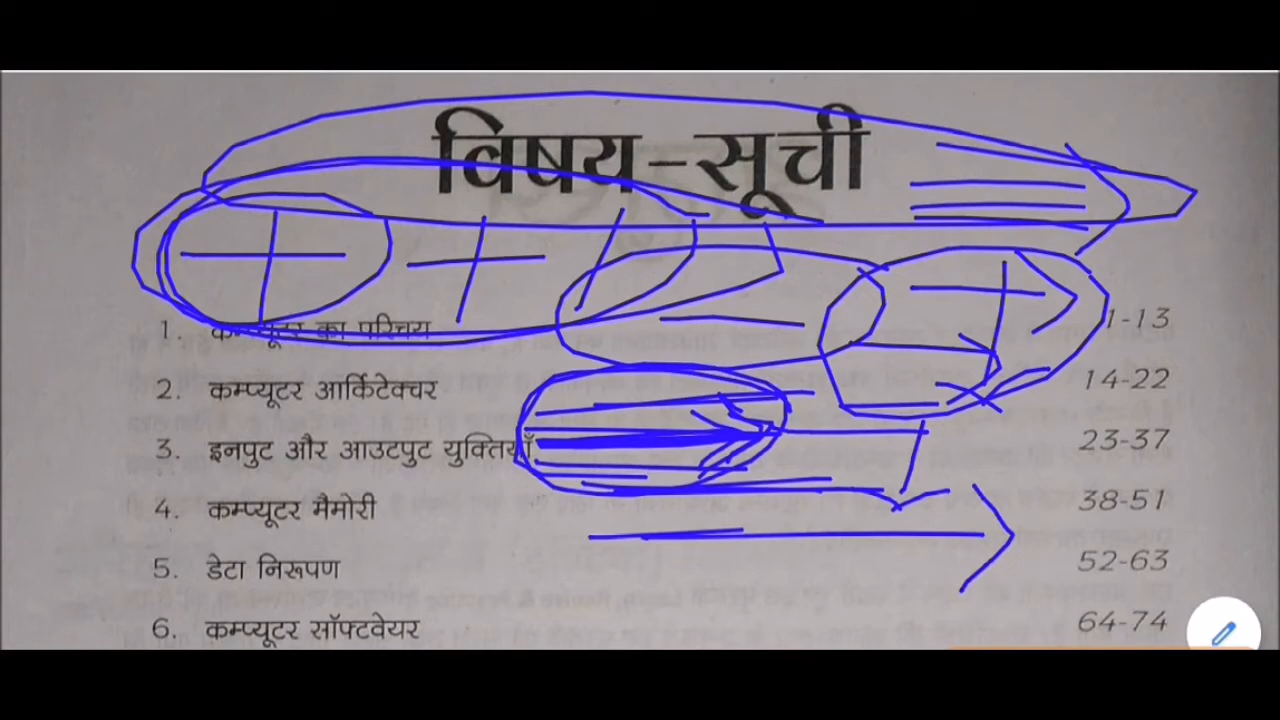 विषय-सूची
1. कम्प्यूटर का परिचय 1-13
2. कम्प्यूटर आर्किटेक्चर 14-22
3. इनपुट और आउटपुट युक्तियाँ 23-37
4. कम्प्यूटर मैमोरी 38-51
5. डेटा निरूपण 52-63
6. कम्प्यूटर सॉफ्टवेयर 64-74